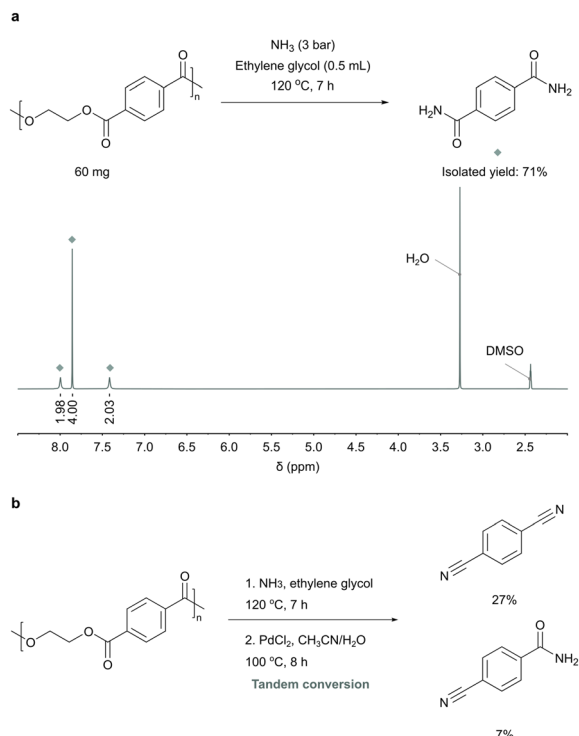 a
NH₃ (3 bar)
Ethylene glycol (0.5 mL)
120 °C, 7 h
O
O
O
O
n
60 mg
O
NH₂
H₂N
O
Isolated yield: 71%
H₂O
DMSO
1.98
4.00
2.03
8.0 7.5 7.0 6.5 6.0 5.5 5.0 4.5 4.0 3.5 3.0 2.5
δ (ppm)
b
O
O
O
O
n
1. NH₃, ethylene glycol
120 °C, 7 h
2. PdCl₂, CH₃CN/H₂O
100 °C, 8 h
Tandem conversion
N
N
27%
O
NH₂
N
7%